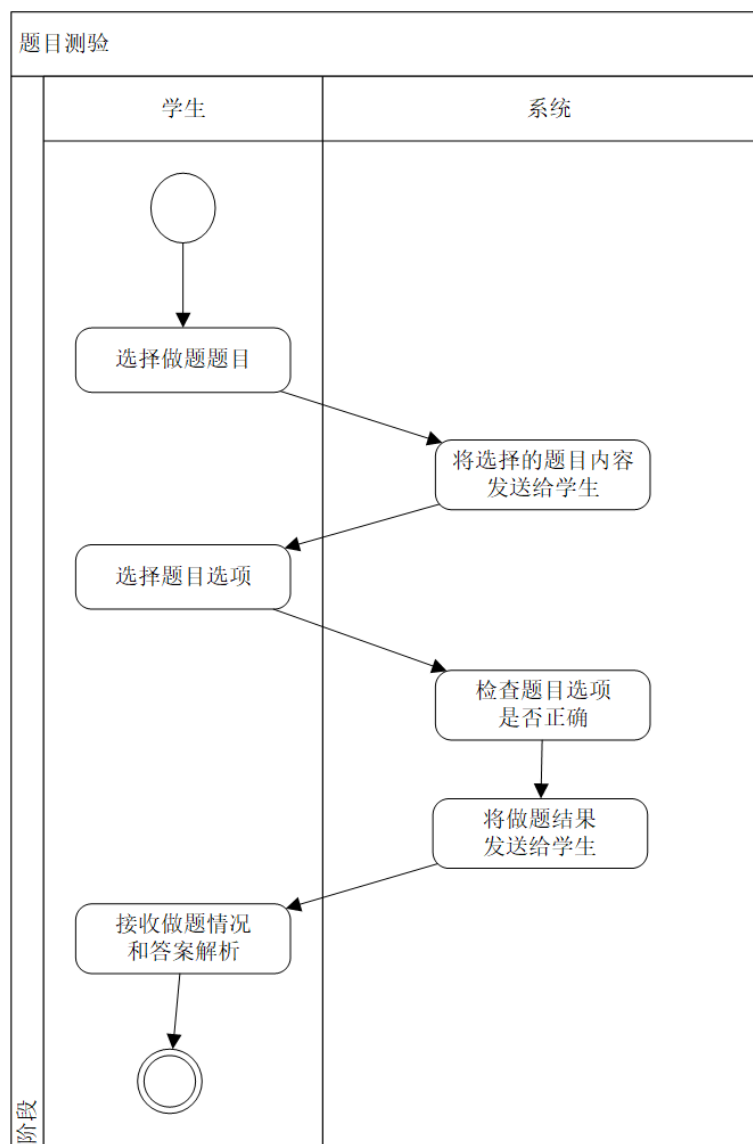 题目测验
学生
系统
选择做题题目
将选择的题目内容
发送给学生
选择题目选项
检查题目选项
是否正确
将做题结果
发送给学生
接收做题情况
和答案解析
阶段